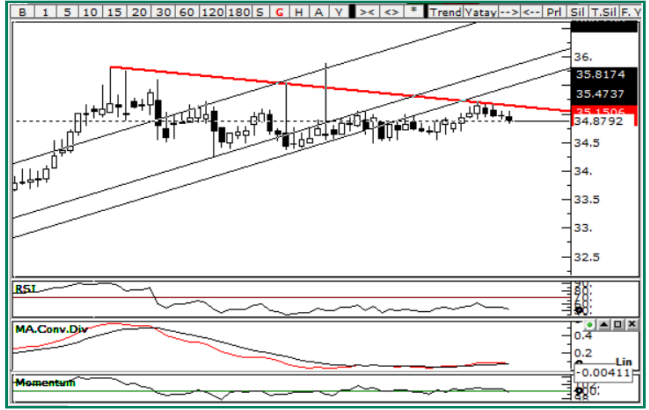 B 1 5 10 15 20 30 60 120 180 S G H A Y >< <> * Trend Yatay --> <-- Prl Sil T.Sil F. Y
36.
35.8174
35.4737
35.1506
34.8792
34.5
34.
33.5
33.
32.5
RSI
MA.Conv.Div
0.4
0.2
Lin
-0.00411
Momentum